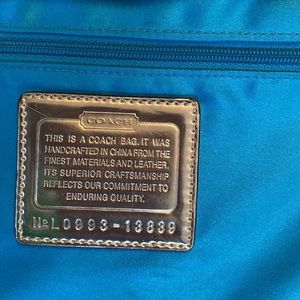 COACH
THIS IS A COACH BAG. IT WAS
HANDCRAFTED IN CHINA FROM THE
FINEST MATERIALS AND LEATHER.
ITS SUPERIOR CRAFTSMANSHIP
REFLECTS OUR COMMITMENT TO
ENDURING QUALITY.
No L0993-13839